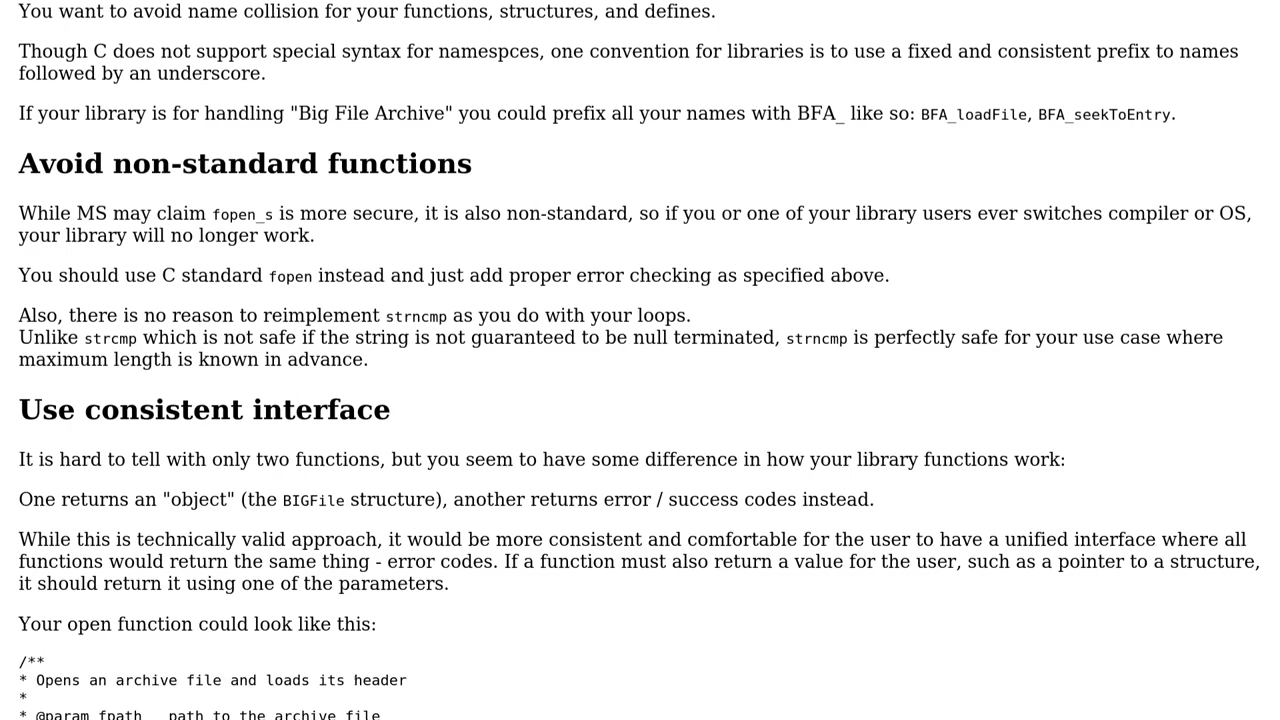 You want to avoid name collision for your functions, structures, and defines.
Though C does not support special syntax for namespces, one convention for libraries is to use a fixed and consistent prefix to names
followed by an underscore.
If your library is for handling "Big File Archive" you could prefix all your names with BFA_ like so: BFA_loadFile, BFA_seekToEntry.
Avoid non-standard functions
While MS may claim fopen_s is more secure, it is also non-standard, so if you or one of your library users ever switches compiler or OS,
your library will no longer work.
You should use C standard fopen instead and just add proper error checking as specified above.
Also, there is no reason to reimplement strncmp as you do with your loops.
Unlike strcmp which is not safe if the string is not guaranteed to be null terminated, strncmp is perfectly safe for your use case where
maximum length is known in advance.
Use consistent interface
It is hard to tell with only two functions, but you seem to have some difference in how your library functions work:
One returns an "object" (the BIGFile structure), another returns error / success codes instead.
While this is technically valid approach, it would be more consistent and comfortable for the user to have a unified interface where all
functions would return the same thing - error codes. If a function must also return a value for the user, such as a pointer to a structure,
it should return it using one of the parameters.
Your open function could look like this:
/**
* Opens an archive file and loads its header
*
* @param fpath   path to the archive file